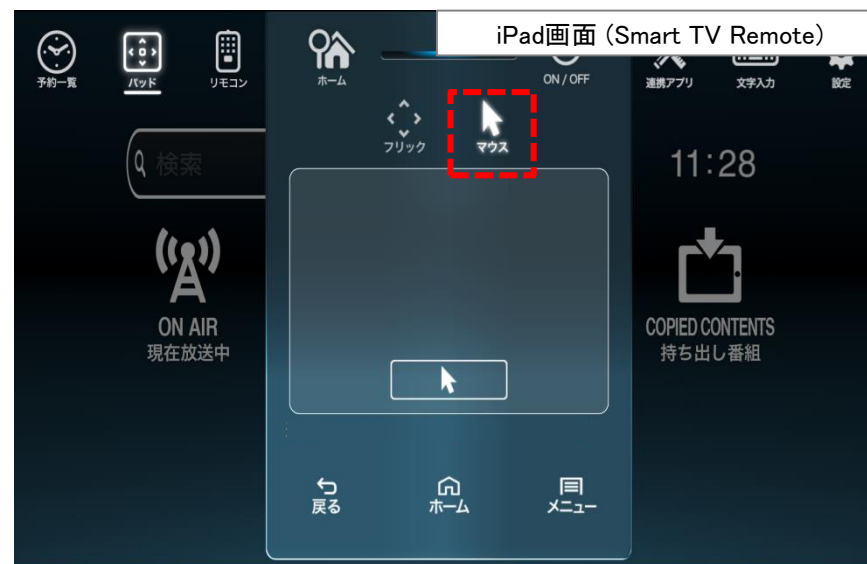 iPad画面 (Smart TV Remote)
予約一覧
パッド
リモコン
ホーム
ON / OFF
連携アプリ
文字入力
設定
フリック
マウス
検索
11:28
ON AIR
現在放送中
COPIED CONTENTS
持ち出し番組
戻る
ホーム
メニュー